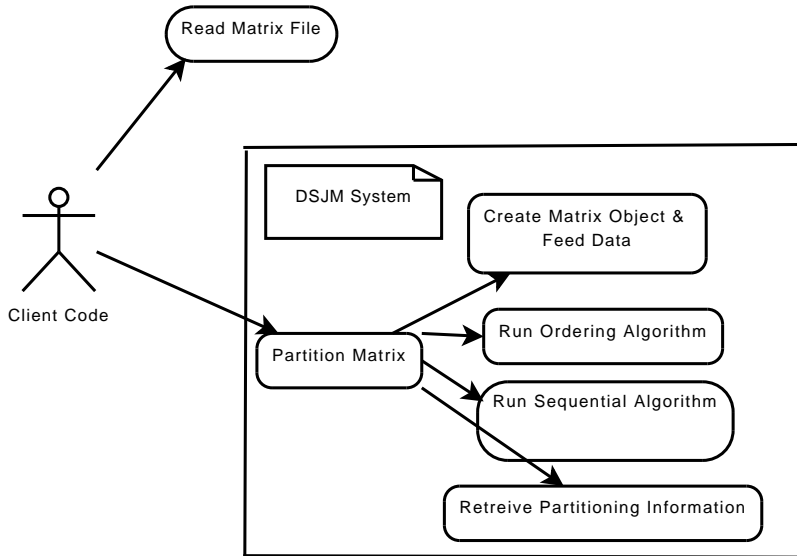 Read Matrix File
DSJM System
Create Matrix Object &
Feed Data
Client Code
Run Ordering Algorithm
Partition Matrix
Run Sequential Algorithm
Retreive Partitioning Information